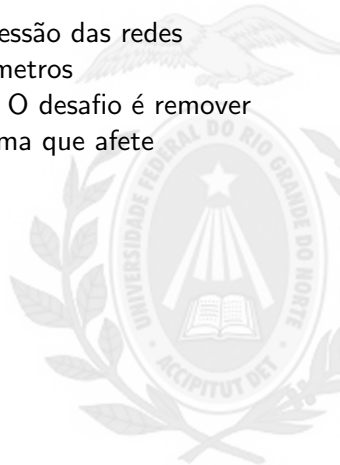 essão das redes
metros
O desafio é remover
ma que afete
UNIVERSIDADE FEDERAL DO RIO GRANDE DO NORTE
ACCIPITUT DET